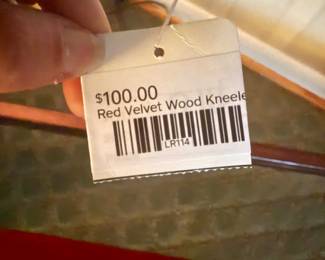 $100.00
Red Velvet Wood Kneele
LR114